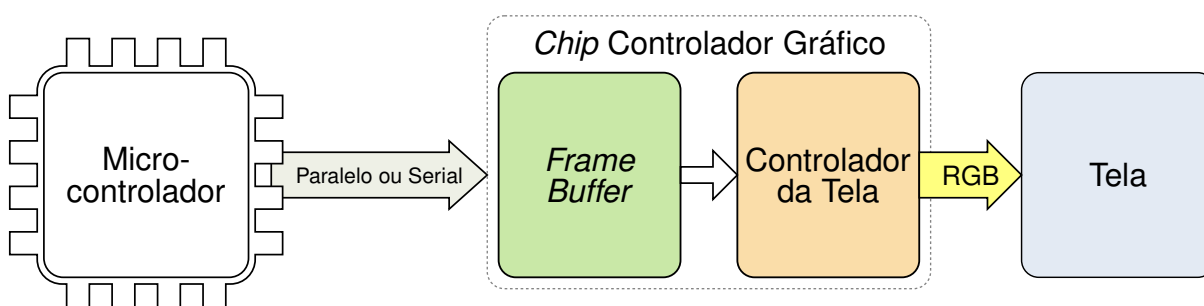 Chip Controlador Gráfico
Micro-
controlador
Paralelo ou Serial
Frame
Buffer
Controlador
da Tela
RGB
Tela